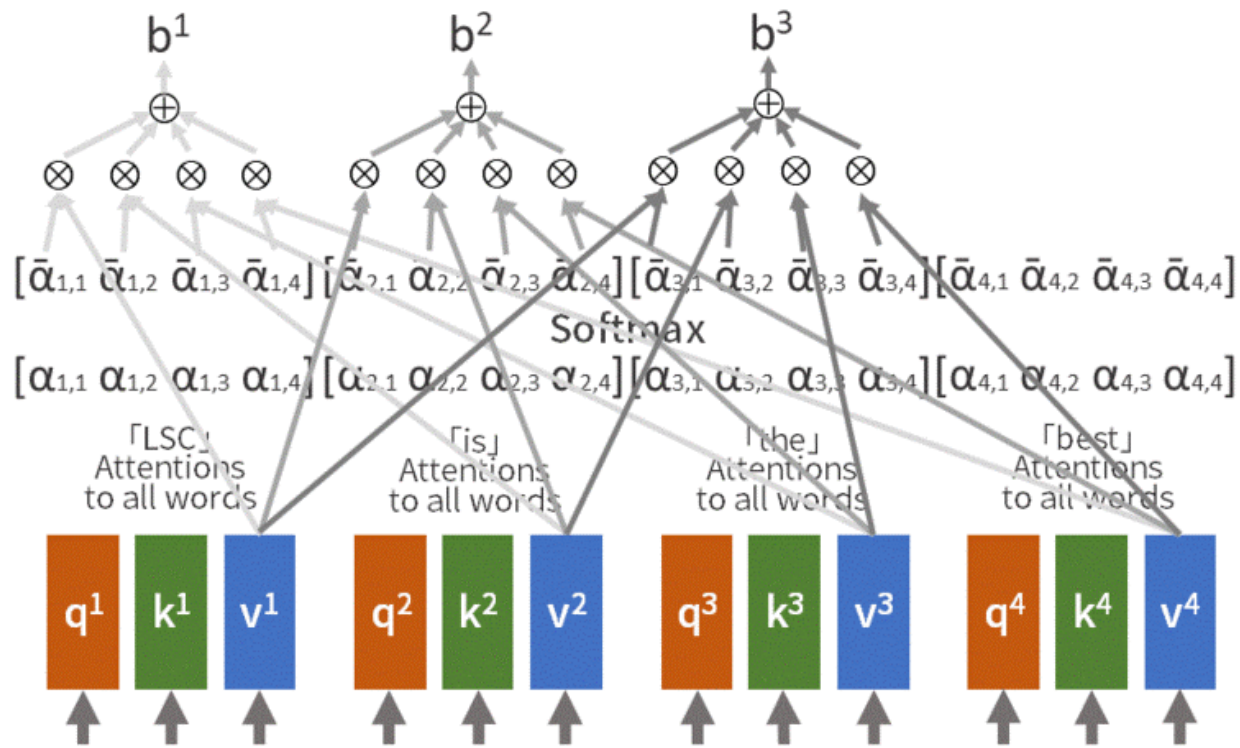 b¹ b² b³
[ᾱ1,1 ᾱ1,2 ᾱ1,3 ᾱ1,4] [ᾱ2,1 ᾱ2,2 ᾱ2,3 ᾱ2,4] [ᾱ3,1 ᾱ3,2 ᾱ3,3 ᾱ3,4] [ᾱ4,1 ᾱ4,2 ᾱ4,3 ᾱ4,4]
Softmax
[α1,1 α1,2 α1,3 α1,4] [α2,1 α2,2 α2,3 α2,4] [α3,1 α3,2 α3,3 α3,4] [α4,1 α4,2 α4,3 α4,4]
「LSC」
Attentions
to all words
「is」
Attentions
to all words
「the」
Attentions
to all words
「best」
Attentions
to all words
q¹ k¹ v¹ q² k² v² q³ k³ v³ q⁴ k⁴ v⁴